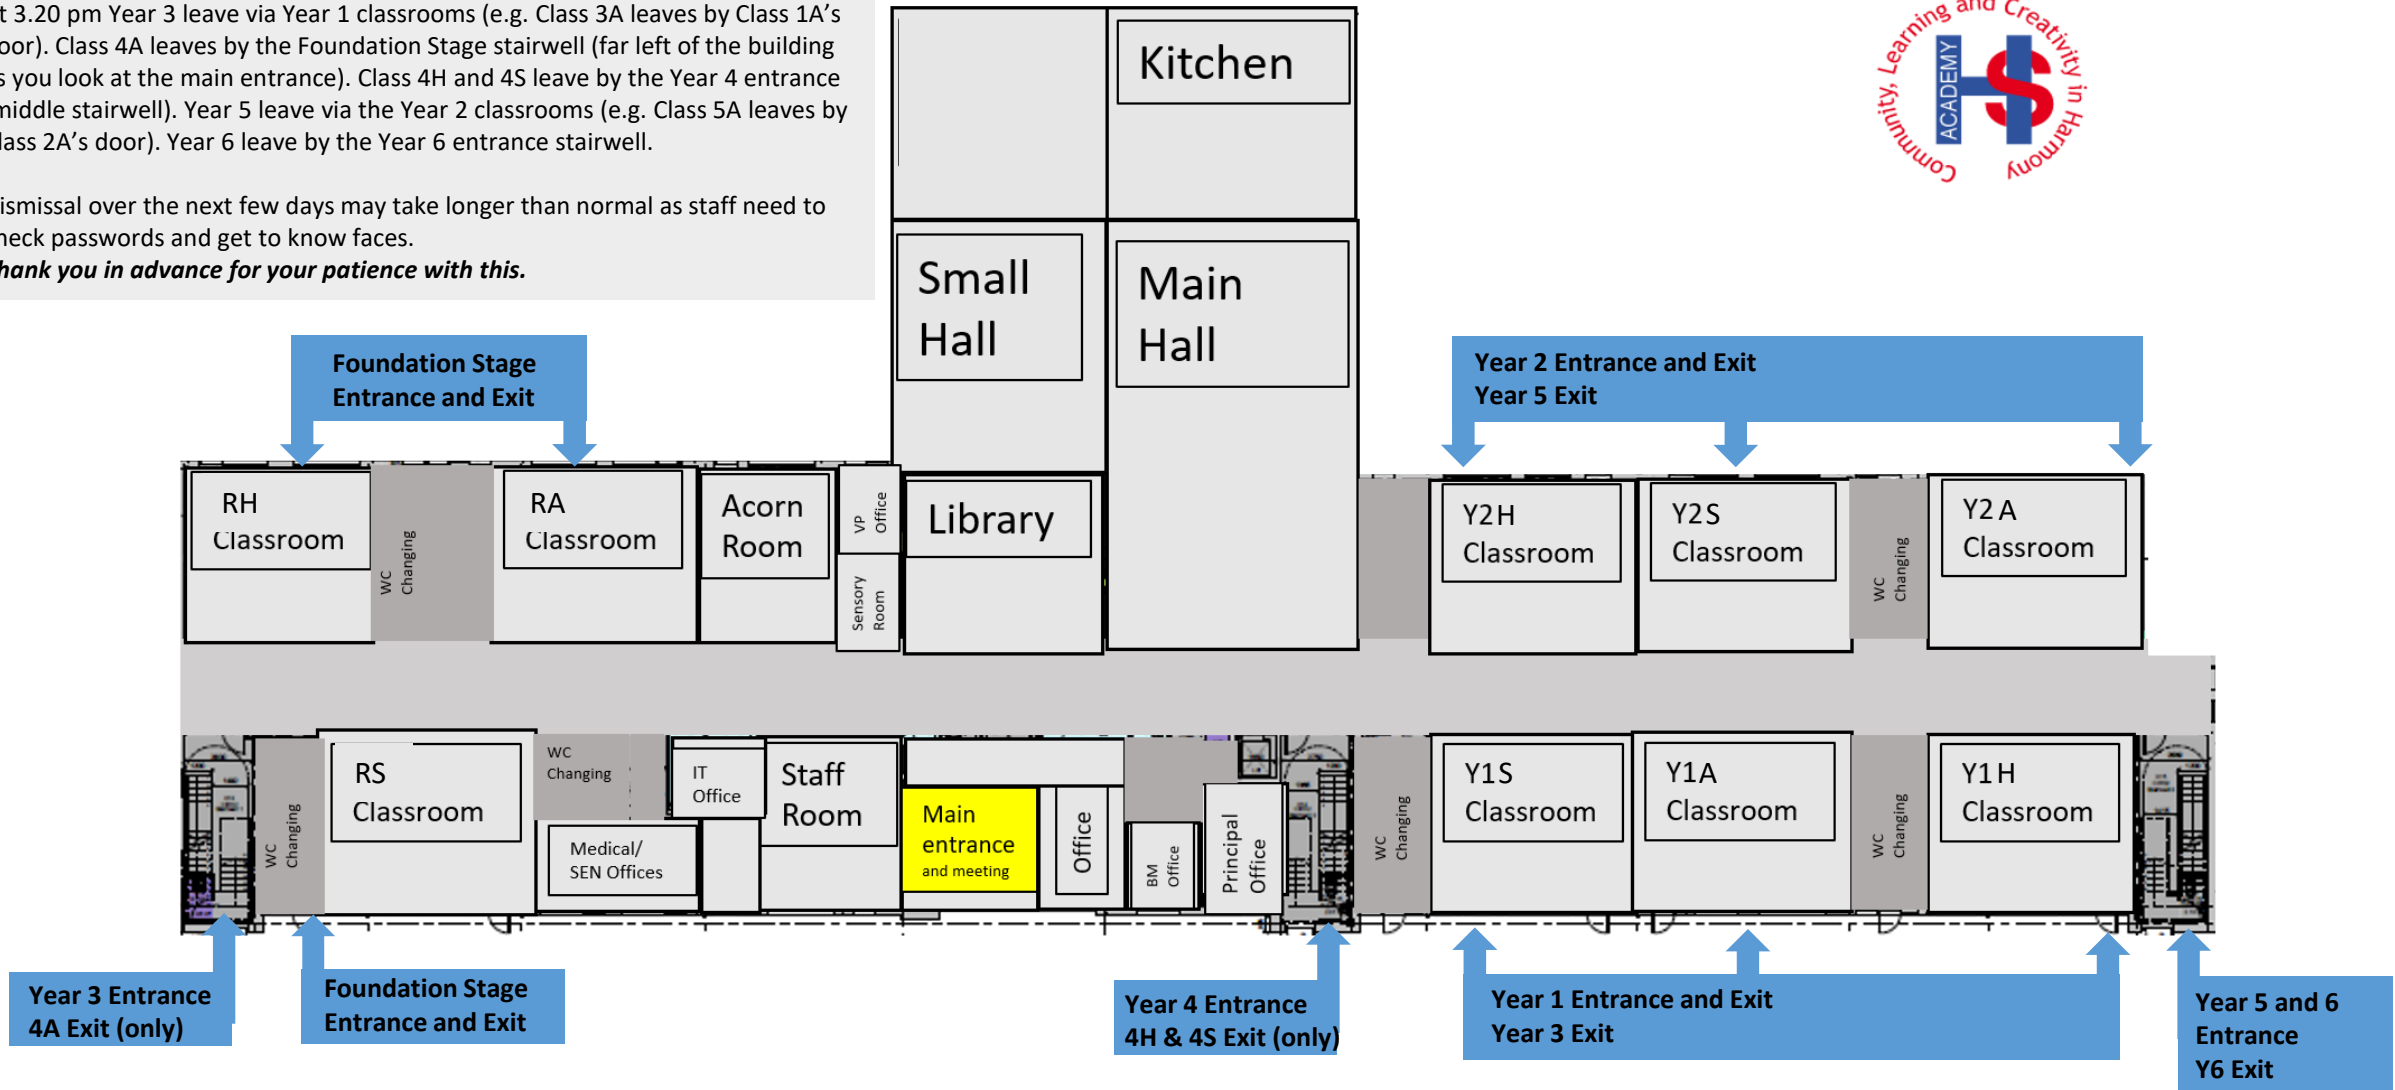 t 3.20 pm Year 3 leave via Year 1 classrooms (e.g. Class 3A leaves by Class 1A’s
oor). Class 4A leaves by the Foundation Stage stairwell (far left of the building
s you look at the main entrance). Class 4H and 4S leave by the Year 4 entrance
middle stairwell). Year 5 leave via the Year 2 classrooms (e.g. Class 5A leaves by
lass 2A’s door). Year 6 leave by the Year 6 entrance stairwell.
ismissal over the next few days may take longer than normal as staff need to
heck passwords and get to know faces.
hank you in advance for your patience with this.
Kitchen
Community, Learning and Creativity in Harmony
ACADEMY
HS
Small
Hall
Main
Hall
Foundation Stage
Entrance and Exit
Year 2 Entrance and Exit
Year 5 Exit
RH
Classroom
WC
Changing
RA
Classroom
Acorn
Room
VP
Office
Sensory
Room
Library
Y2H
Classroom
Y2S
Classroom
WC
Changing
Y2A
Classroom
WC
Changing
RS
Classroom
WC
Changing
Medical/
SEN Offices
IT
Office
Staff
Room
Main
entrance
and meeting
Office
BM
Office
Principal
Office
WC
Changing
Y1S
Classroom
Y1A
Classroom
WC
Changing
Y1H
Classroom
Year 3 Entrance
4A Exit (only)
Foundation Stage
Entrance and Exit
Year 4 Entrance
4H & 4S Exit (only)
Year 1 Entrance and Exit
Year 3 Exit
Year 5 and 6
Entrance
Y6 Exit